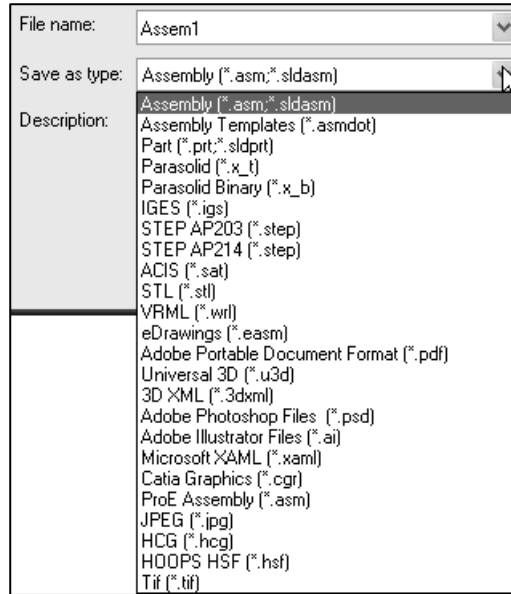 File name: Assem1
Save as type: Assembly (*.asm;*.sldasm)
Description:
Assembly (*.asm;*.sldasm)
Assembly Templates (*.asmdot)
Part (*.prt;*.sldprt)
Parasolid (*.x_t)
Parasolid Binary (*.x_b)
IGES (*.igs)
STEP AP203 (*.step)
STEP AP214 (*.step)
ACIS (*.sat)
STL (*.stl)
VRML (*.wrl)
eDrawings (*.easm)
Adobe Portable Document Format (*.pdf)
Universal 3D (*.u3d)
3D XML (*.3dxml)
Adobe Photoshop Files (*.psd)
Adobe Illustrator Files (*.ai)
Microsoft XAML (*.xaml)
Catia Graphics (*.cgr)
ProE Assembly (*.asm)
JPEG (*.jpg)
HCG (*.hcg)
HOOPS HSF (*.hsf)
Tif (*.tif)